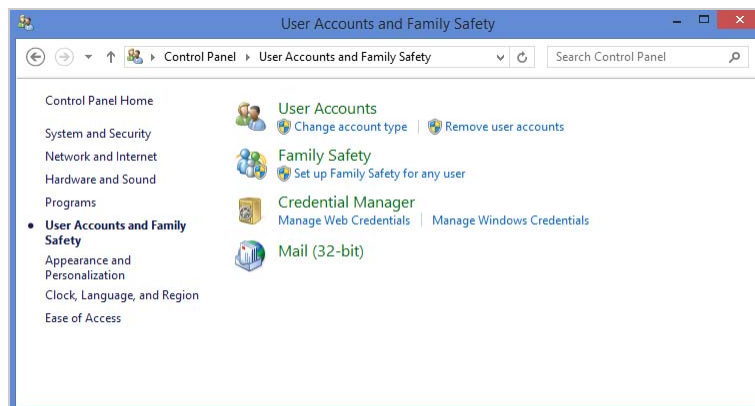 User Accounts and Family Safety
Control Panel User Accounts and Family Safety Search Control Panel
Control Panel Home
System and Security
Network and Internet
Hardware and Sound
Programs
User Accounts and Family
Safety
Appearance and
Personalization
Clock, Language, and Region
Ease of Access
User Accounts
Change account type Remove user accounts
Family Safety
Set up Family Safety for any user
Credential Manager
Manage Web Credentials Manage Windows Credentials
Mail (32-bit)